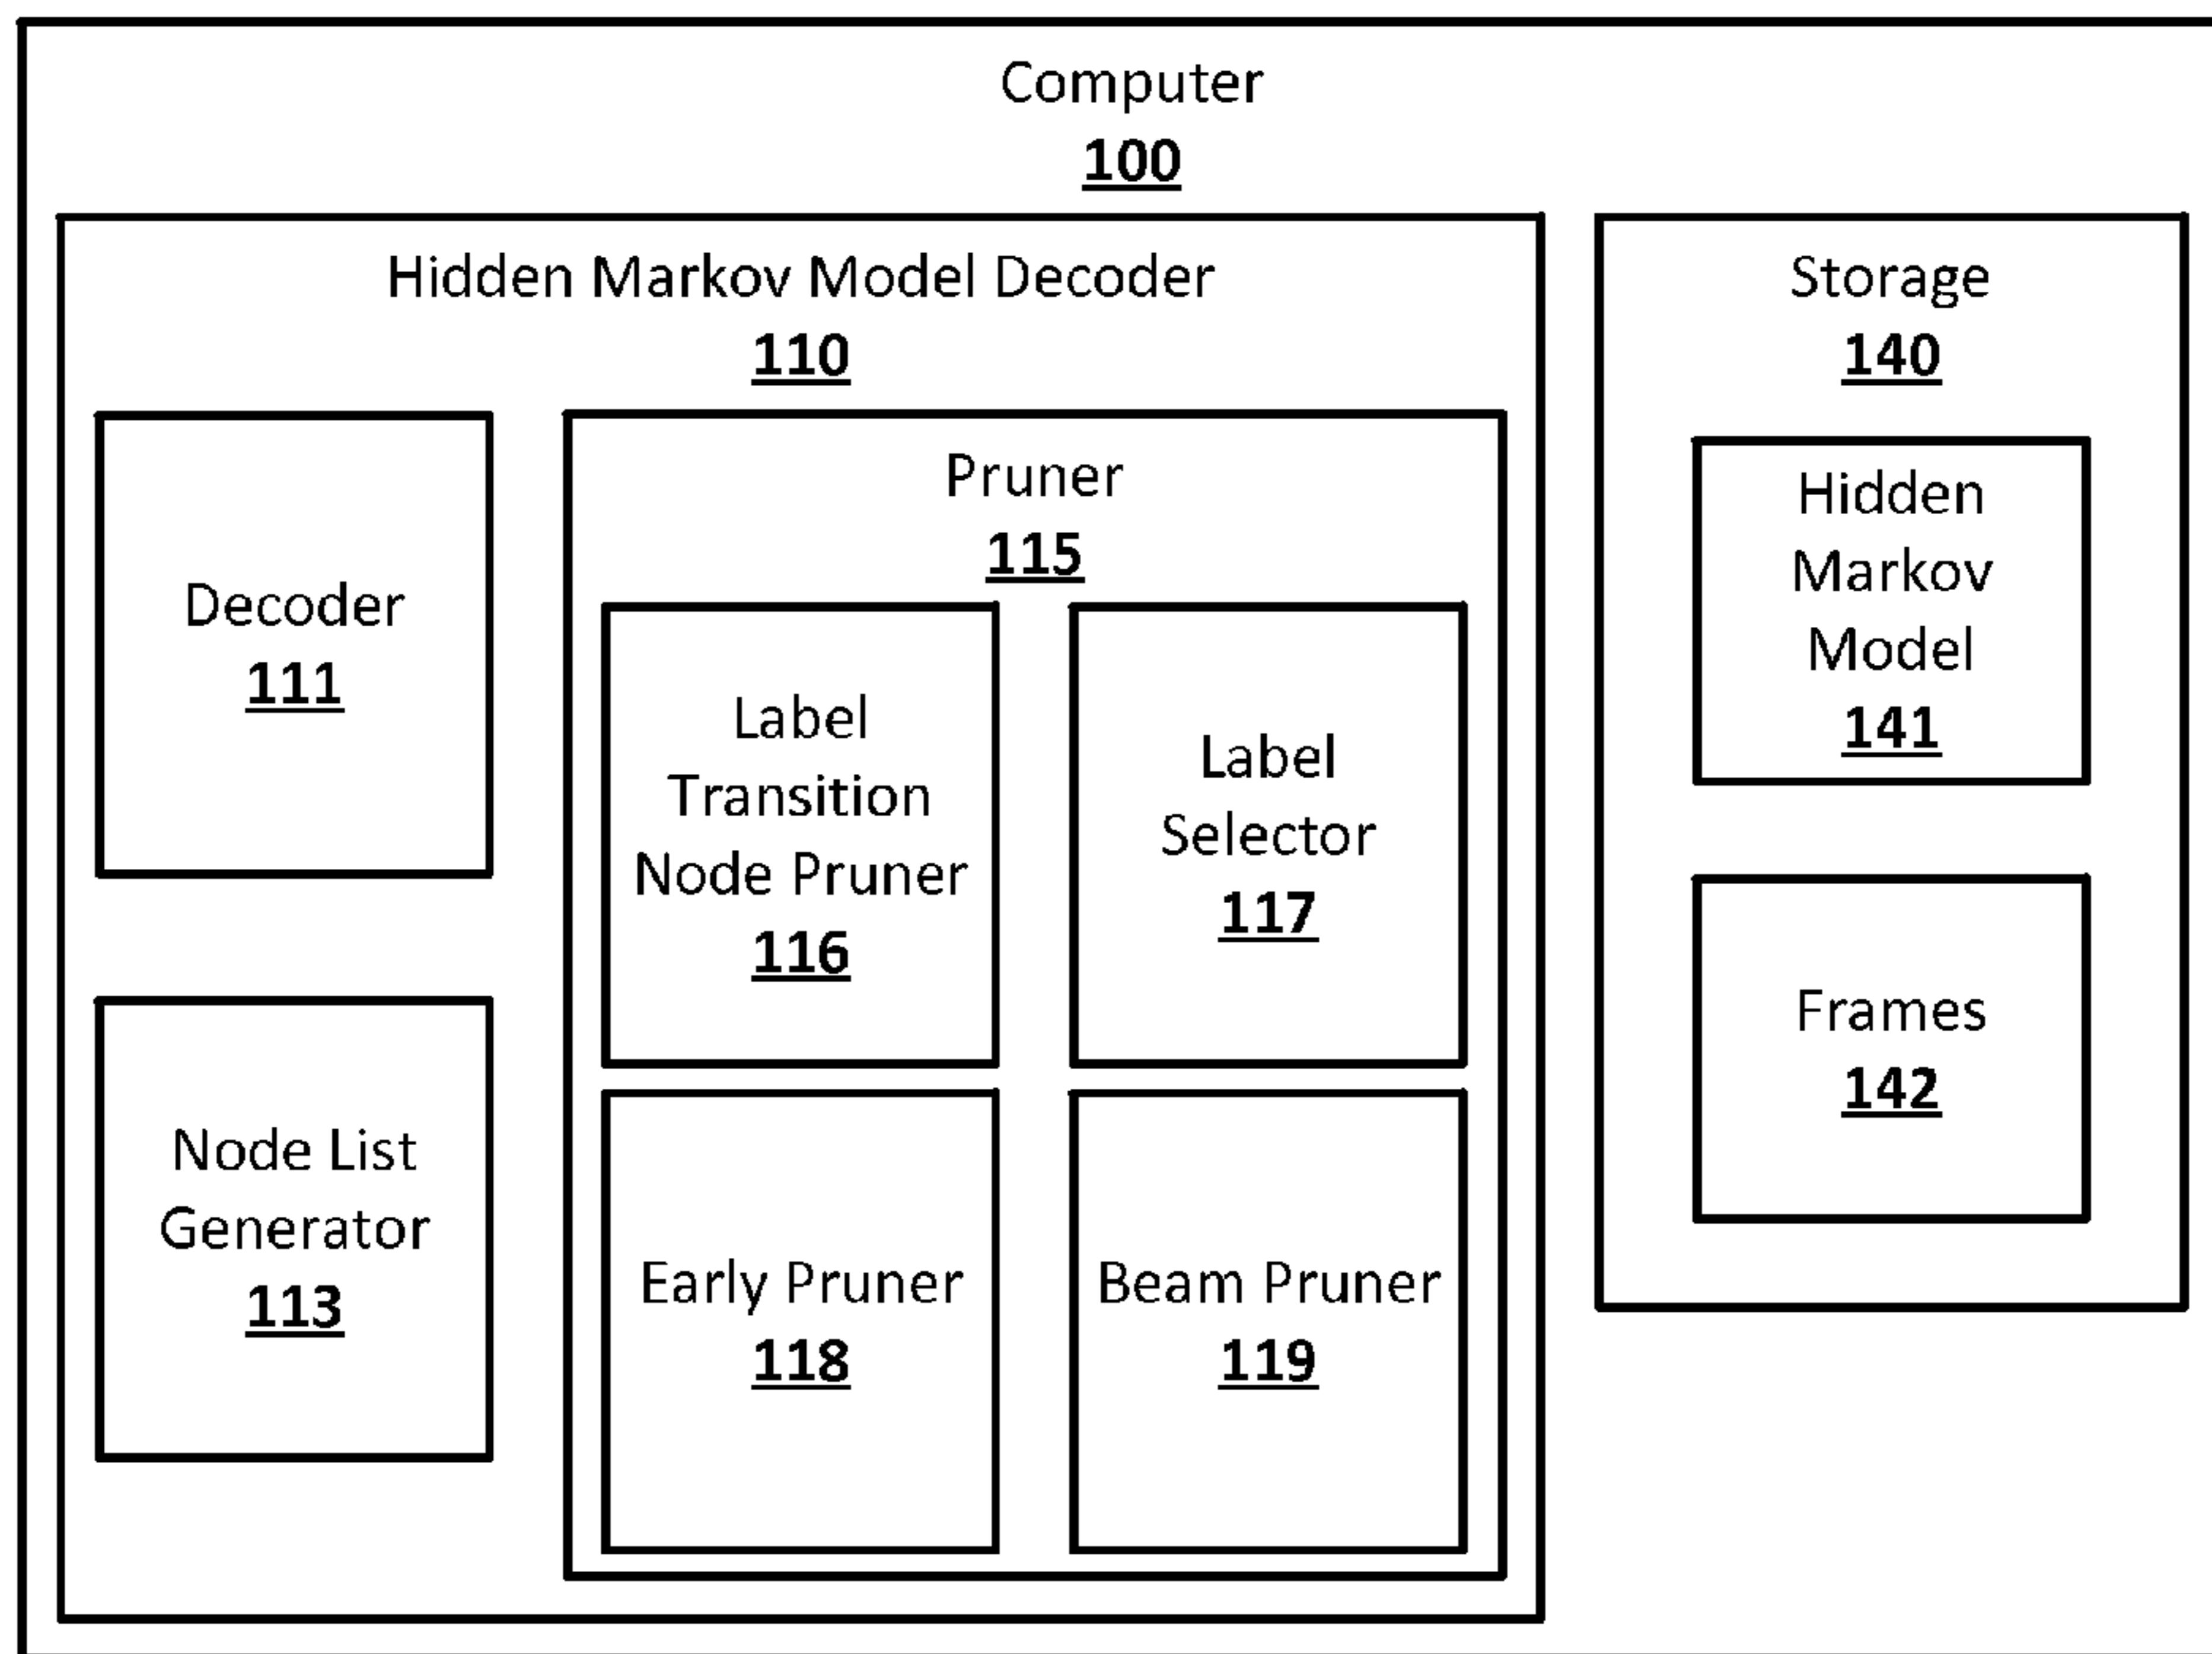 Computer
100
Hidden Markov Model Decoder
110
Decoder
111
Node List
Generator
113
Pruner
115
Label
Transition
Node Pruner
116
Label
Selector
117
Early Pruner
118
Beam Pruner
119
Storage
140
Hidden
Markov
Model
141
Frames
142